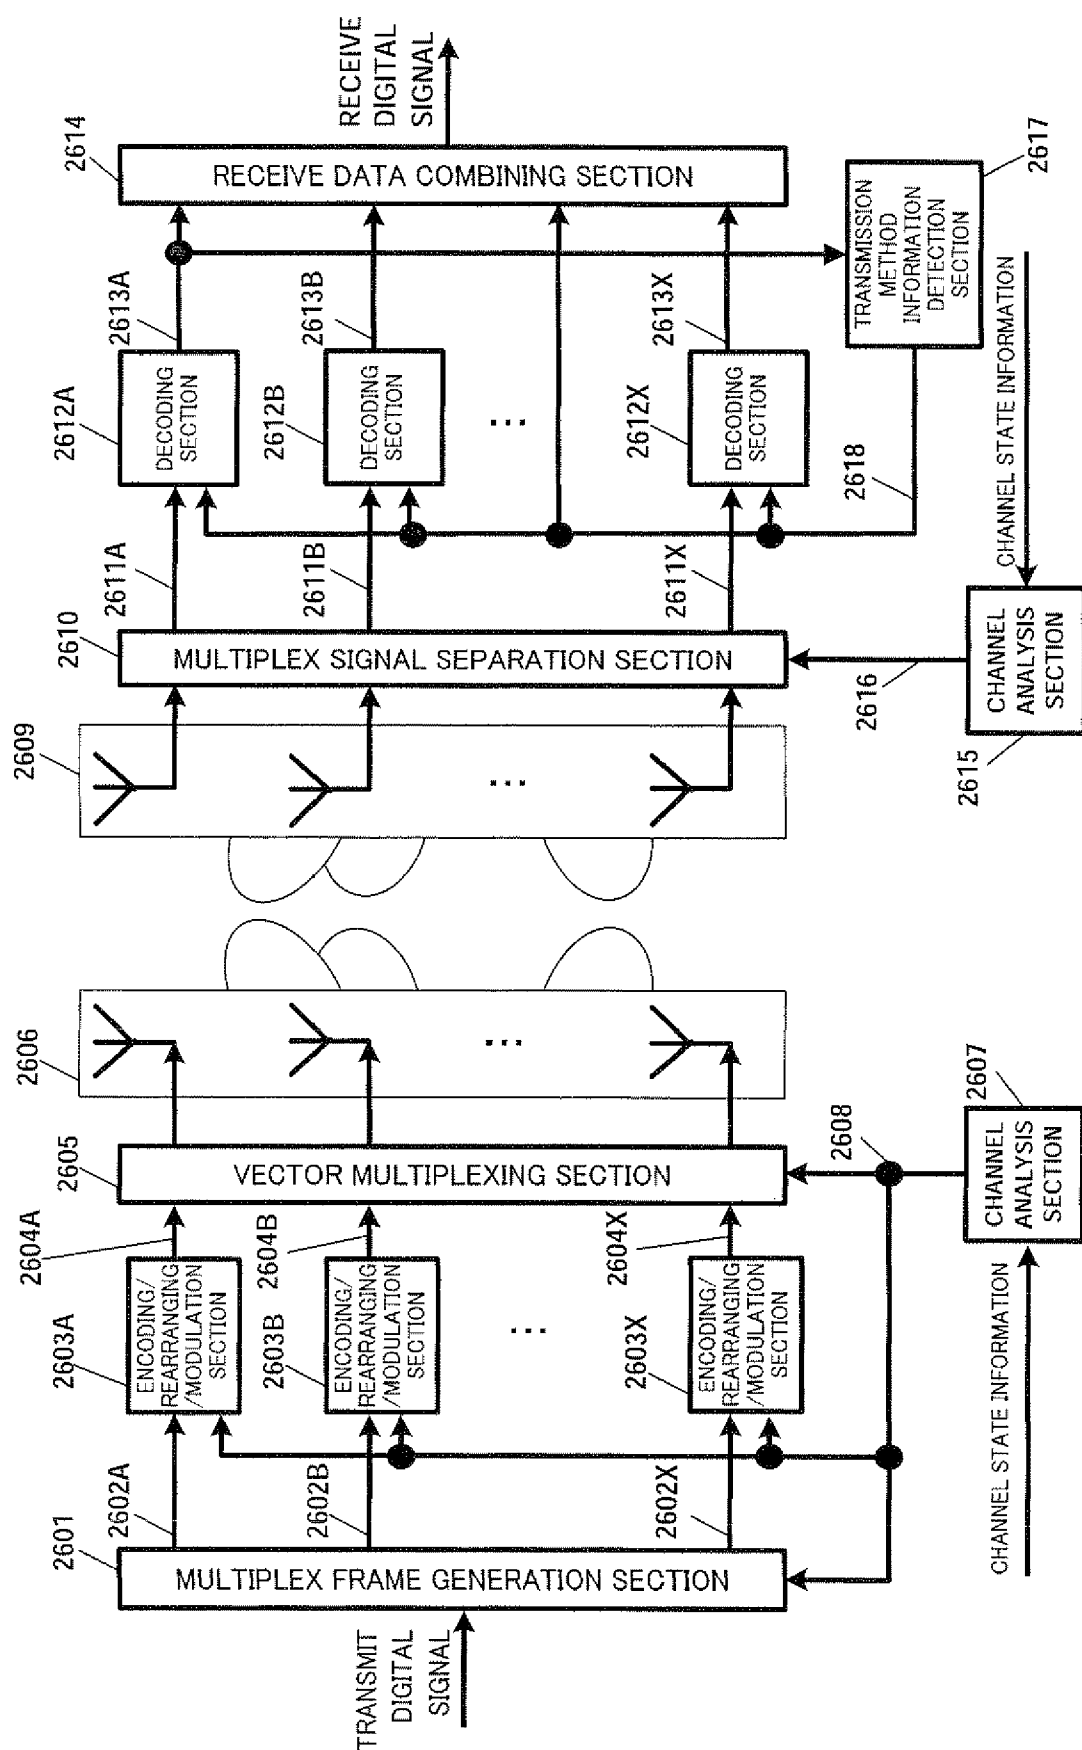 TRANSMIT
DIGITAL
SIGNAL
2601
MULTIPLEX FRAME GENERATION SECTION
2602A
2602B
2602X
2603A
ENCODING/
REARRANGING
/MODULATION
SECTION
2603B
ENCODING/
REARRANGING
/MODULATION
SECTION
...
2603X
ENCODING/
REARRANGING
/MODULATION
SECTION
2604A
2604B
2604X
2605
VECTOR MULTIPLEXING SECTION
2606
...
CHANNEL STATE INFORMATION
2607
CHANNEL
ANALYSIS
SECTION
2608
2609
...
2610
MULTIPLEX SIGNAL SEPARATION SECTION
2611A
2611B
2611X
2612A
DECODING
SECTION
2612B
DECODING
SECTION
...
2612X
DECODING
SECTION
2613A
2613B
2613X
2614
RECEIVE DATA COMBINING SECTION
RECEIVE
DIGITAL
SIGNAL
2615
CHANNEL
ANALYSIS
SECTION
2616
CHANNEL STATE INFORMATION
2617
TRANSMISSION
METHOD
INFORMATION
DETECTION
SECTION
2618